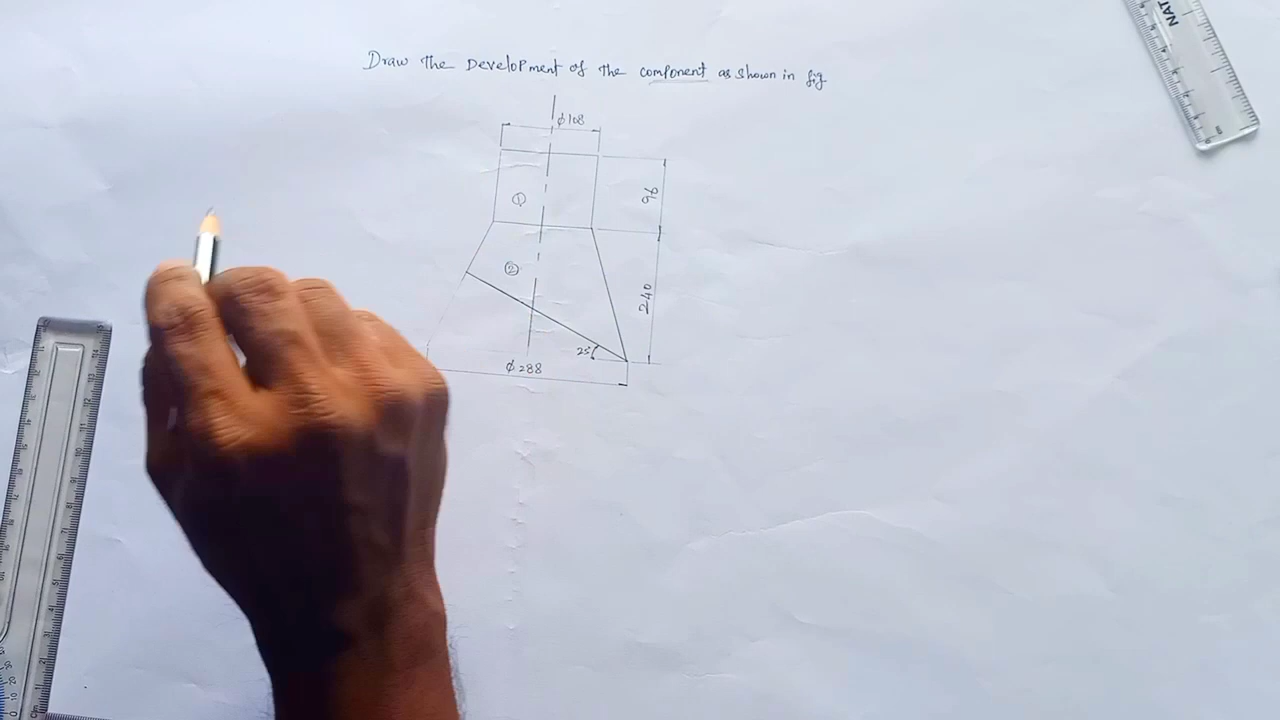 Draw the Development of the component as shown in fig
ϕ108
①
96
②
240
25°
ϕ288
NAT